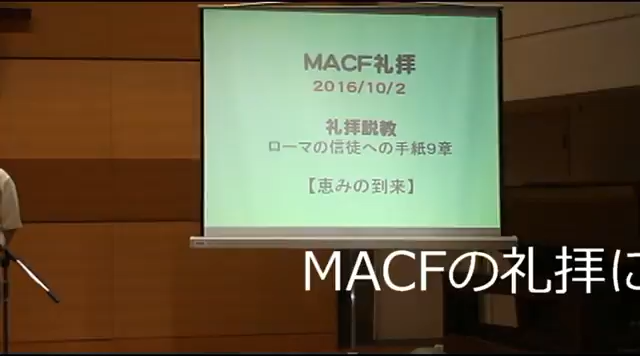 MACF礼拝
2016/10/2
礼拝説教
ローマの信徒への手紙9章
【恵みの到来】
MACFの礼拝に